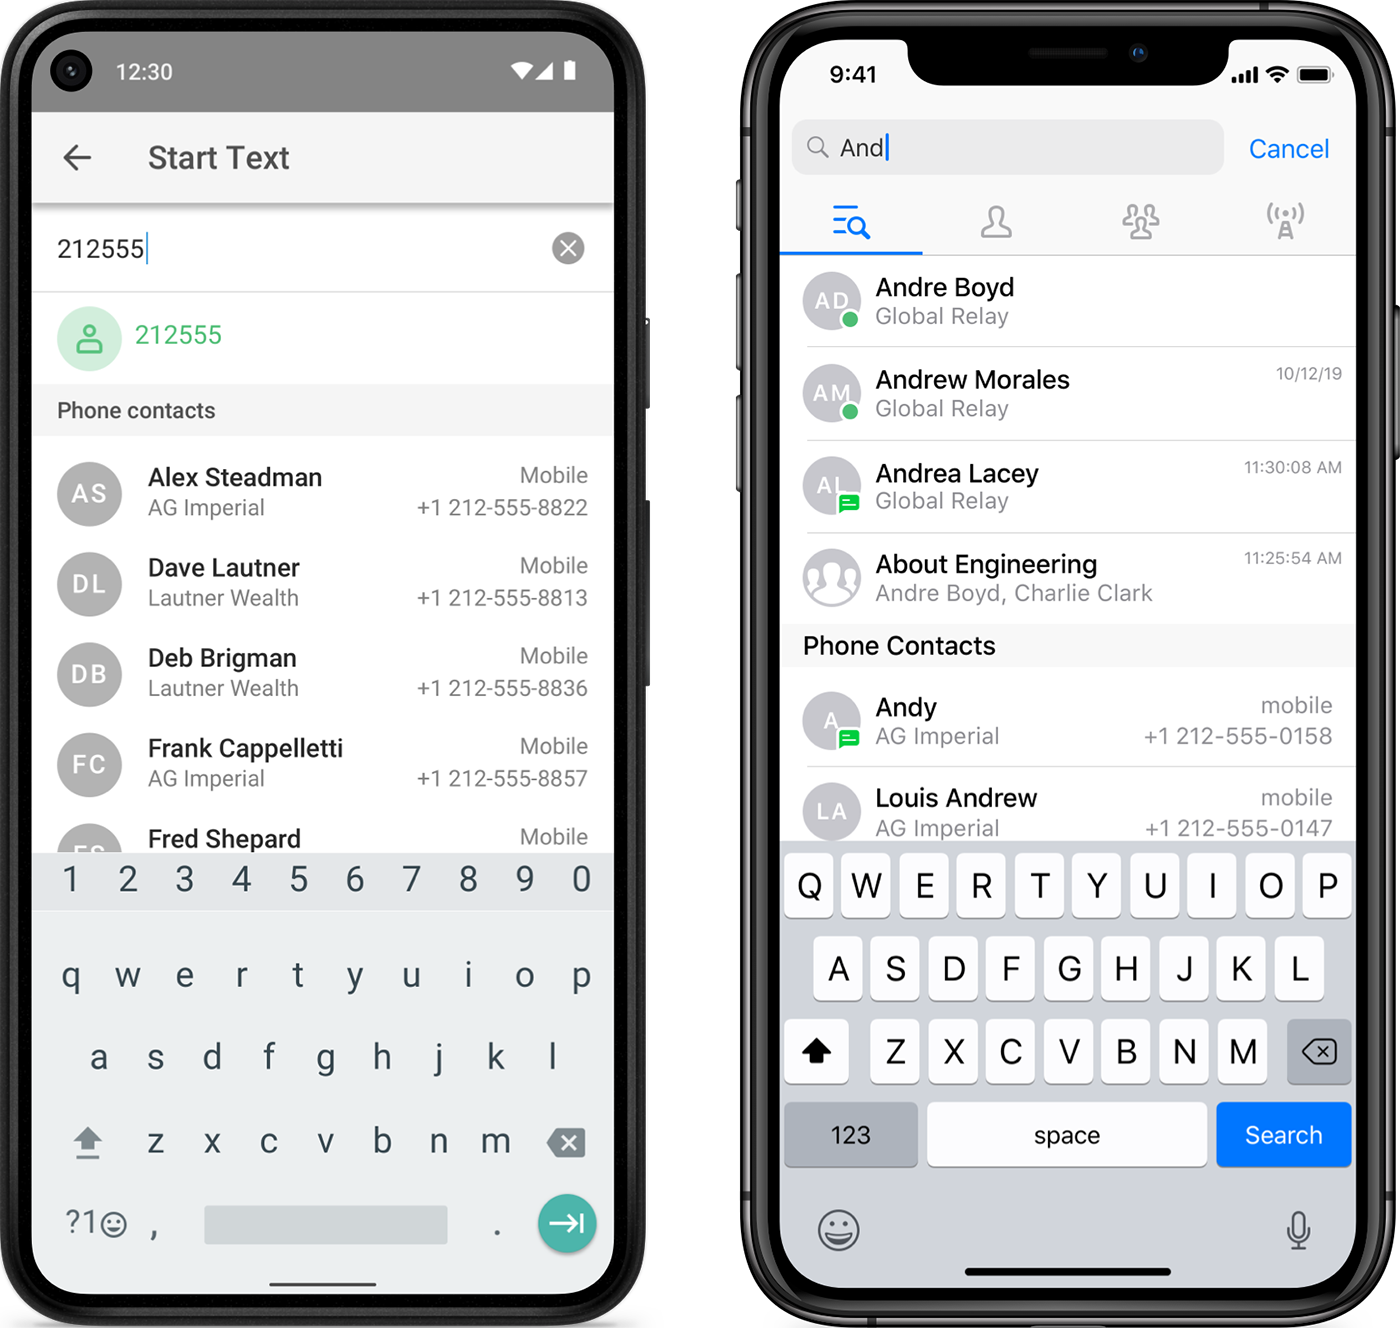 12:30
Start Text
212555
212555
Phone contacts
AS Alex Steadman Mobile
AG Imperial +1 212-555-8822
DL Dave Lautner Mobile
Lautner Wealth +1 212-555-8813
DB Deb Brigman Mobile
Lautner Wealth +1 212-555-8836
FC Frank Cappelletti Mobile
AG Imperial +1 212-555-8857
FS Fred Shepard Mobile
1 2 3 4 5 6 7 8 9 0
q w e r t y u i o p
a s d f g h j k l
z x c v b n m
?1 , .
9:41
And Cancel
AD Andre Boyd
Global Relay
AM Andrew Morales 10/12/19
Global Relay
AL Andrea Lacey 11:30:08 AM
Global Relay
About Engineering 11:25:54 AM
Andre Boyd, Charlie Clark
Phone Contacts
A Andy mobile
AG Imperial +1 212-555-0158
LA Louis Andrew mobile
AG Imperial +1 212-555-0147
Q W E R T Y U I O P
A S D F G H J K L
Z X C V B N M
123 space Search